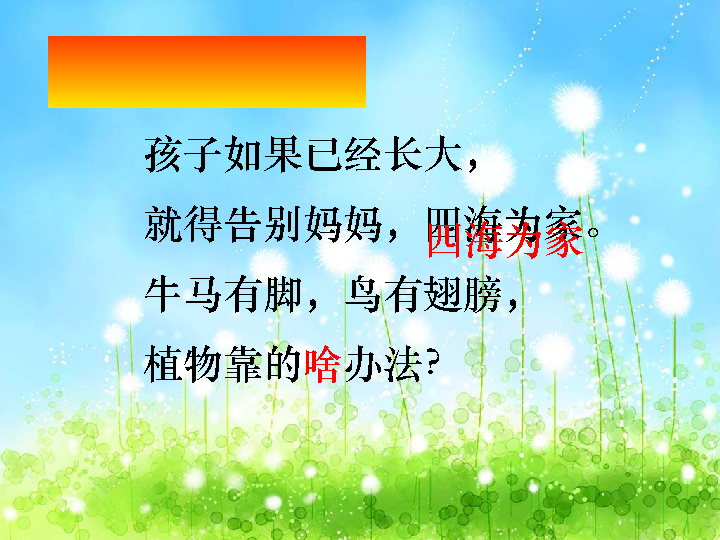 孩子如果已经长大，
就得告别妈妈，四海为家。
四海为家
牛马有脚，鸟有翅膀，
植物靠的啥办法？